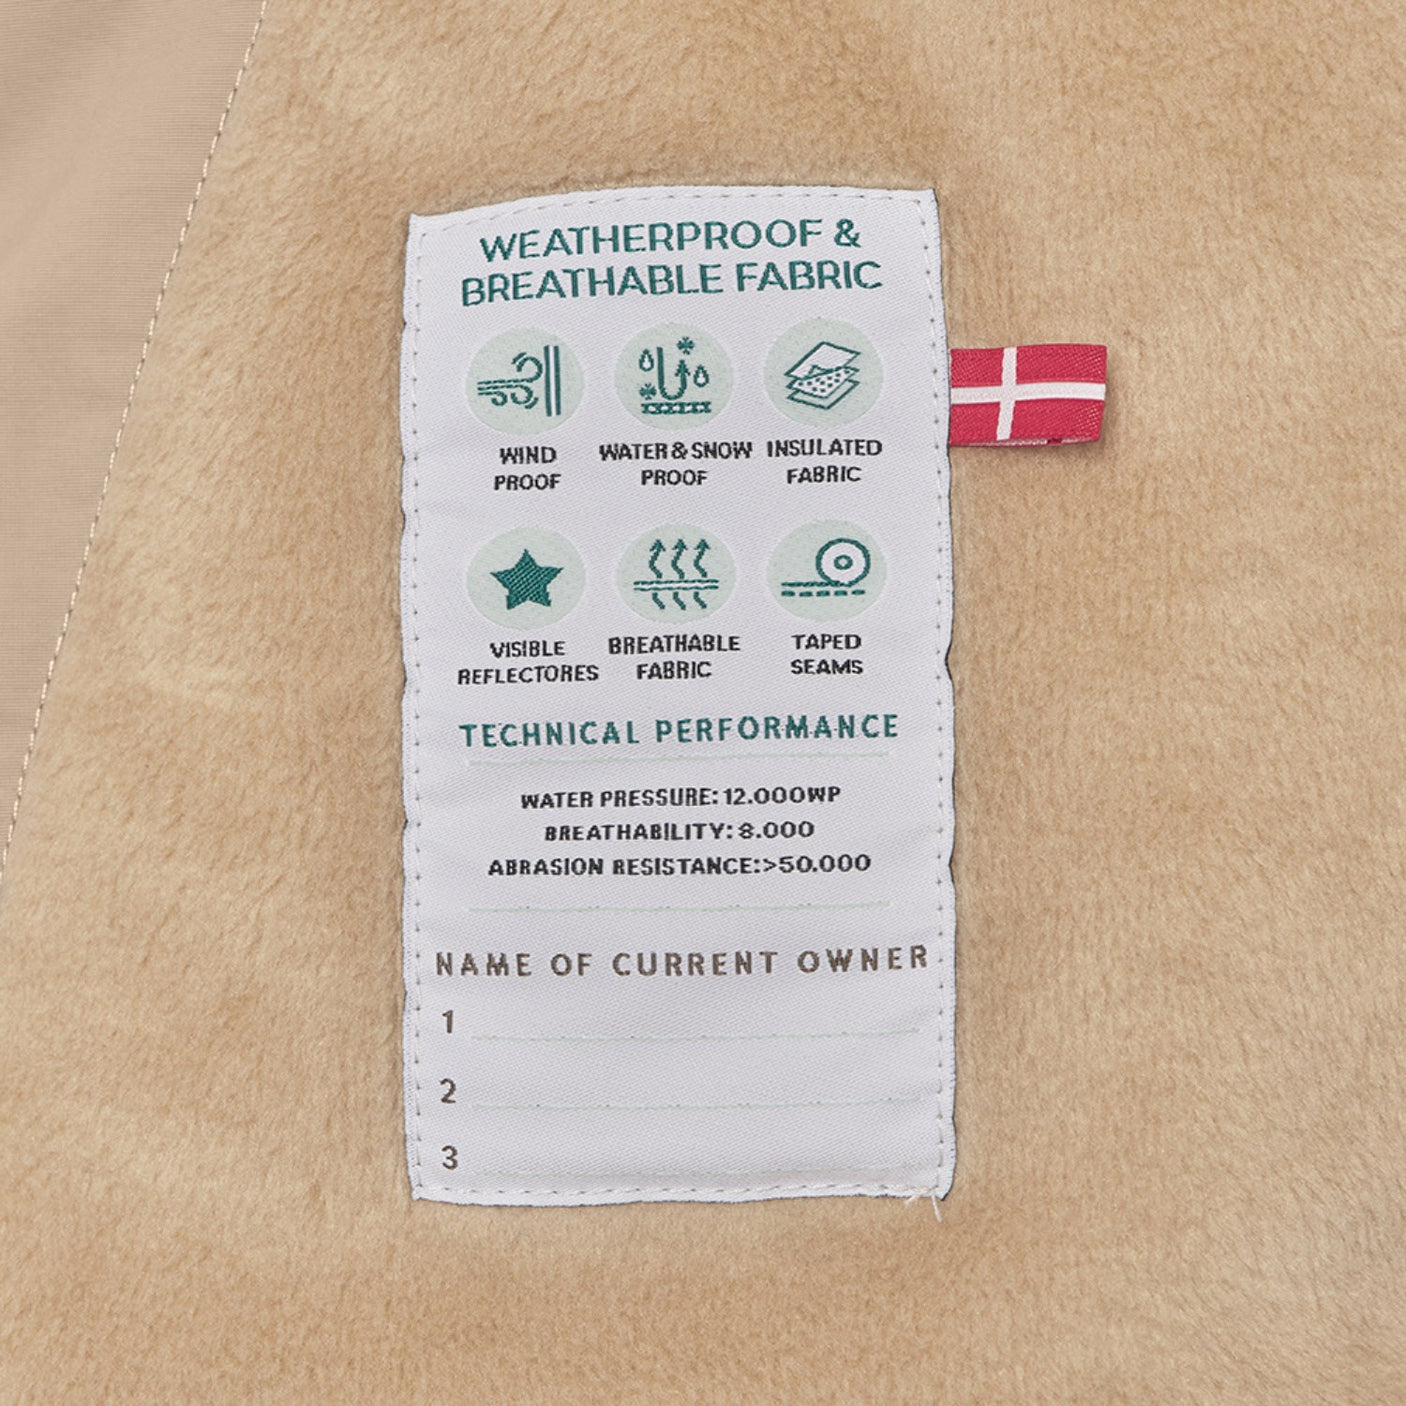 WEATHERPROOF &
BREATHABLE FABRIC
WIND
PROOF
WATER & SNOW
PROOF
INSULATED
FABRIC
VISIBLE
REFLECTORES
BREATHABLE
FABRIC
TAPED
SEAMS
TECHNICAL PERFORMANCE
WATER PRESSURE: 12.000WP
BREATHABILITY: 8.000
ABRASION RESISTANCE:>50.000
NAME OF CURRENT OWNER
1
2
3